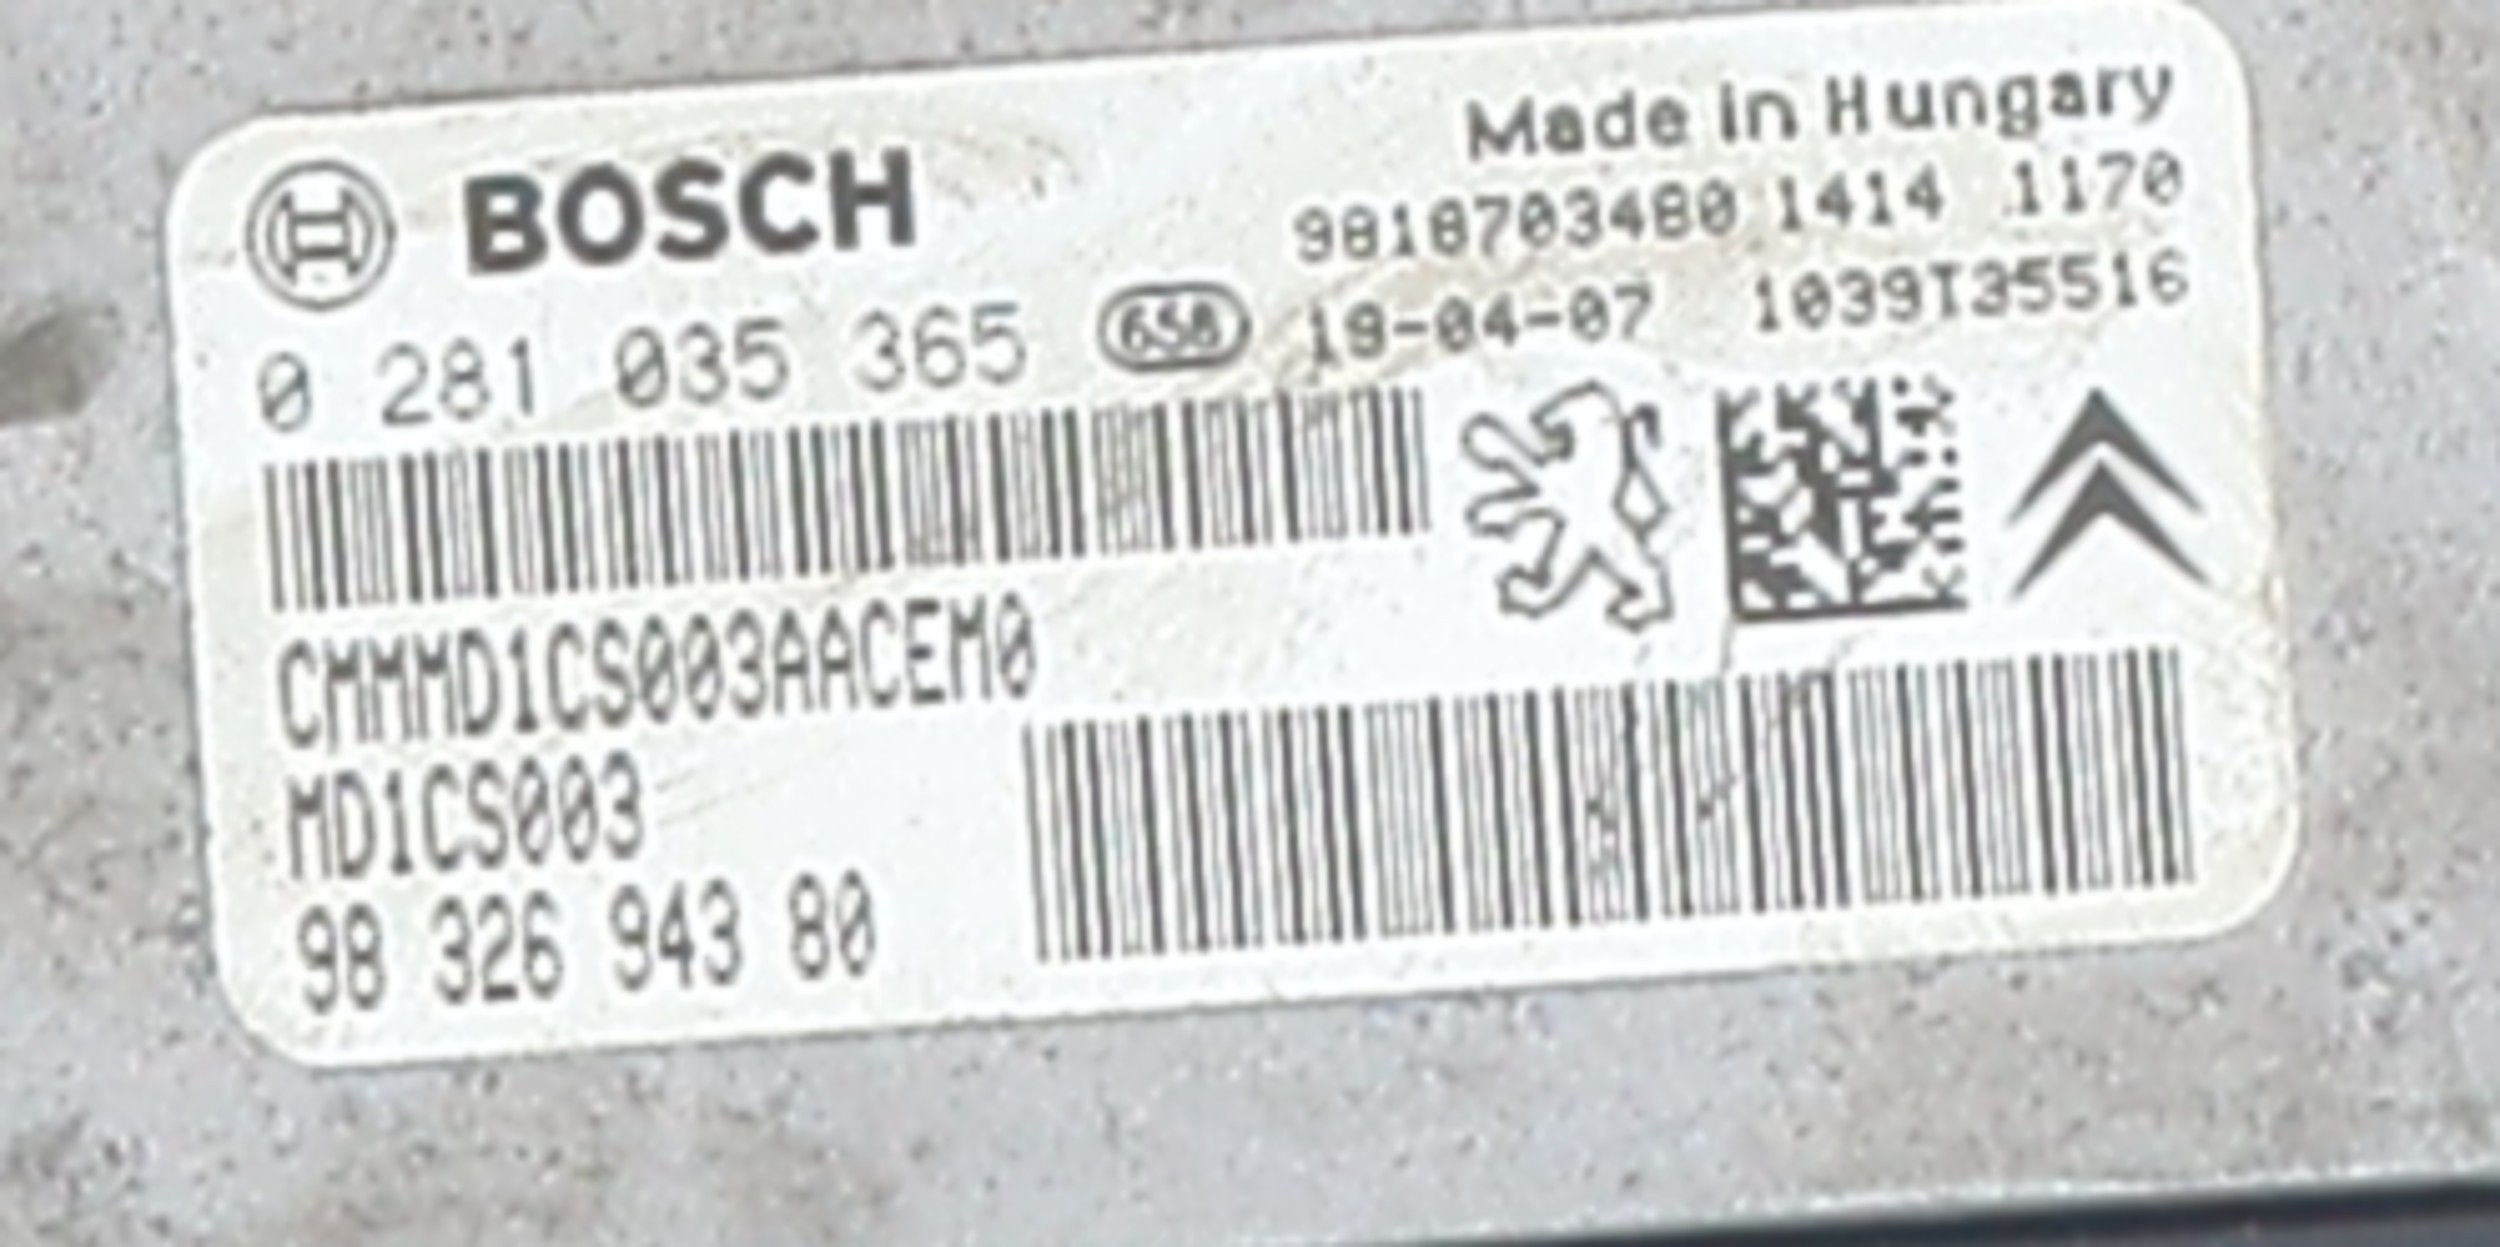 BOSCH
Made in Hungary
9818703480 1414 1170
0 281 035 365 658 19-04-07 1039T35516
CMMMD1CS003AACEM0
MD1CS003
98 326 943 80